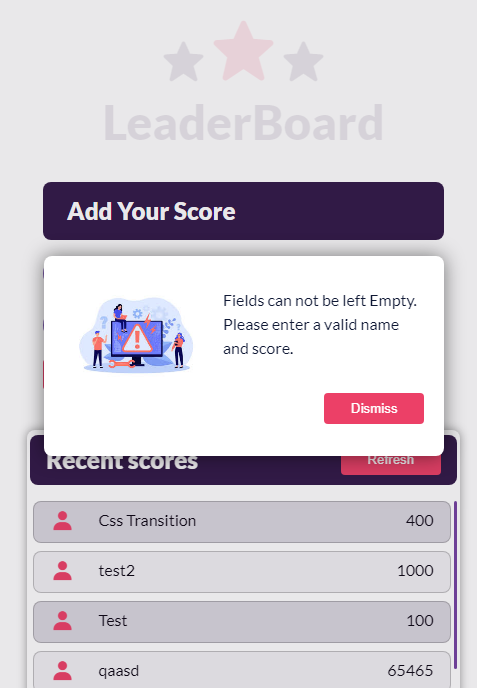 LeaderBoard
Add Your Score
Fields can not be left Empty.
Please enter a valid name
and score.
Dismiss
Recent scores
Refresh
Css Transition 400
test2 1000
Test 100
qaasd 65465